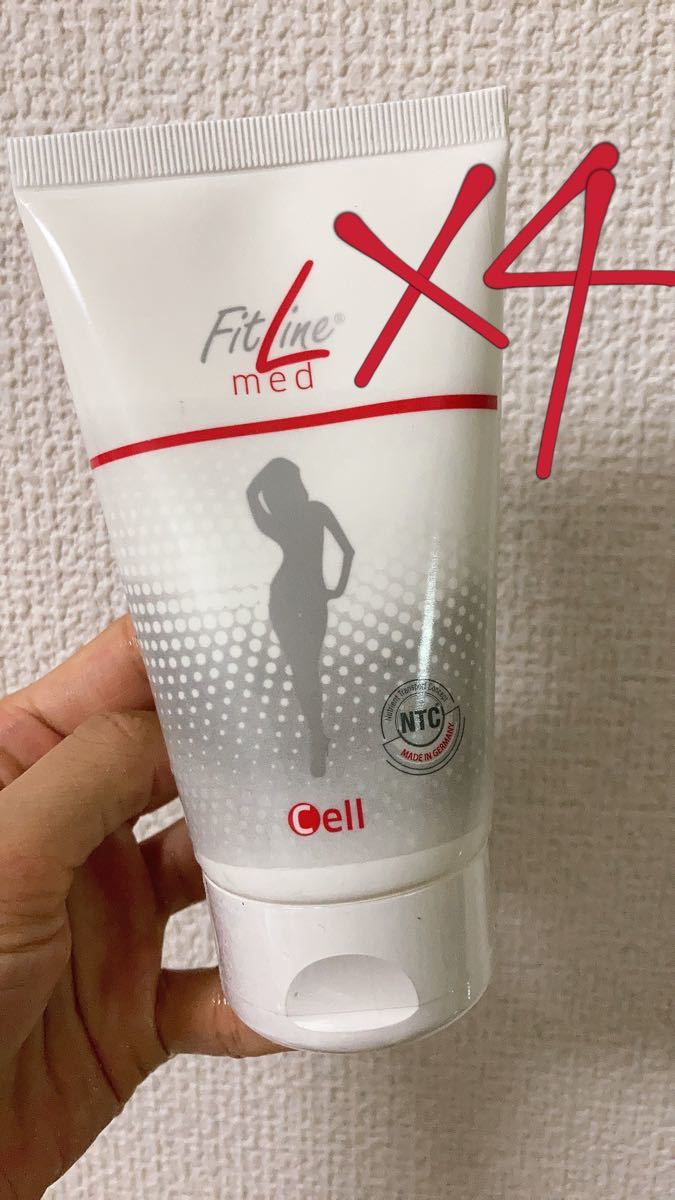 FitLine®
med
X4
Nutrient Transport Concept
NTC
MADE IN GERMANY
Cell